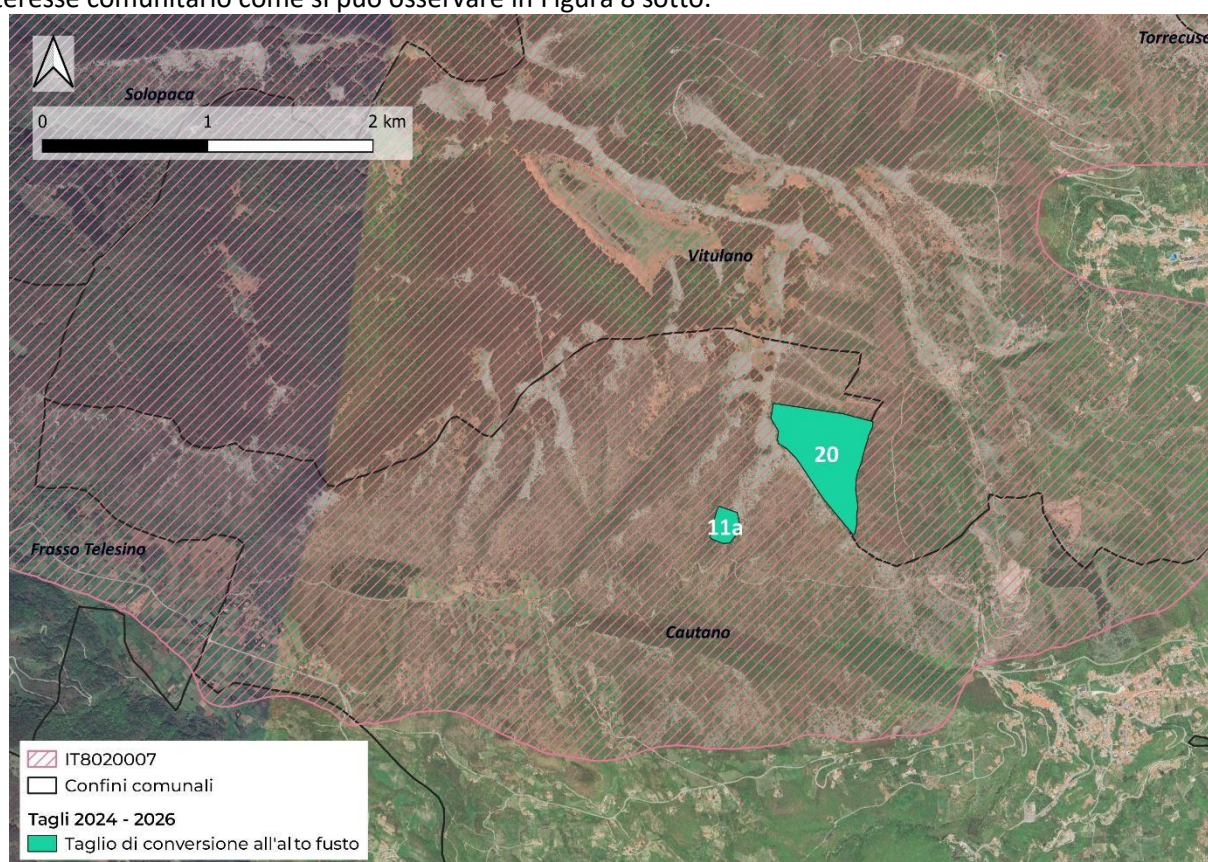 interesse comunitario come si può osservare in Figura 8 sotto.
Torrecuso
Solopaca
0 1 2 km
Vitulano
20
11a
Frasso Telesino
Cautano
IT8020007
Confini comunali
Tagli 2024 - 2026
Taglio di conversione all'alto fusto